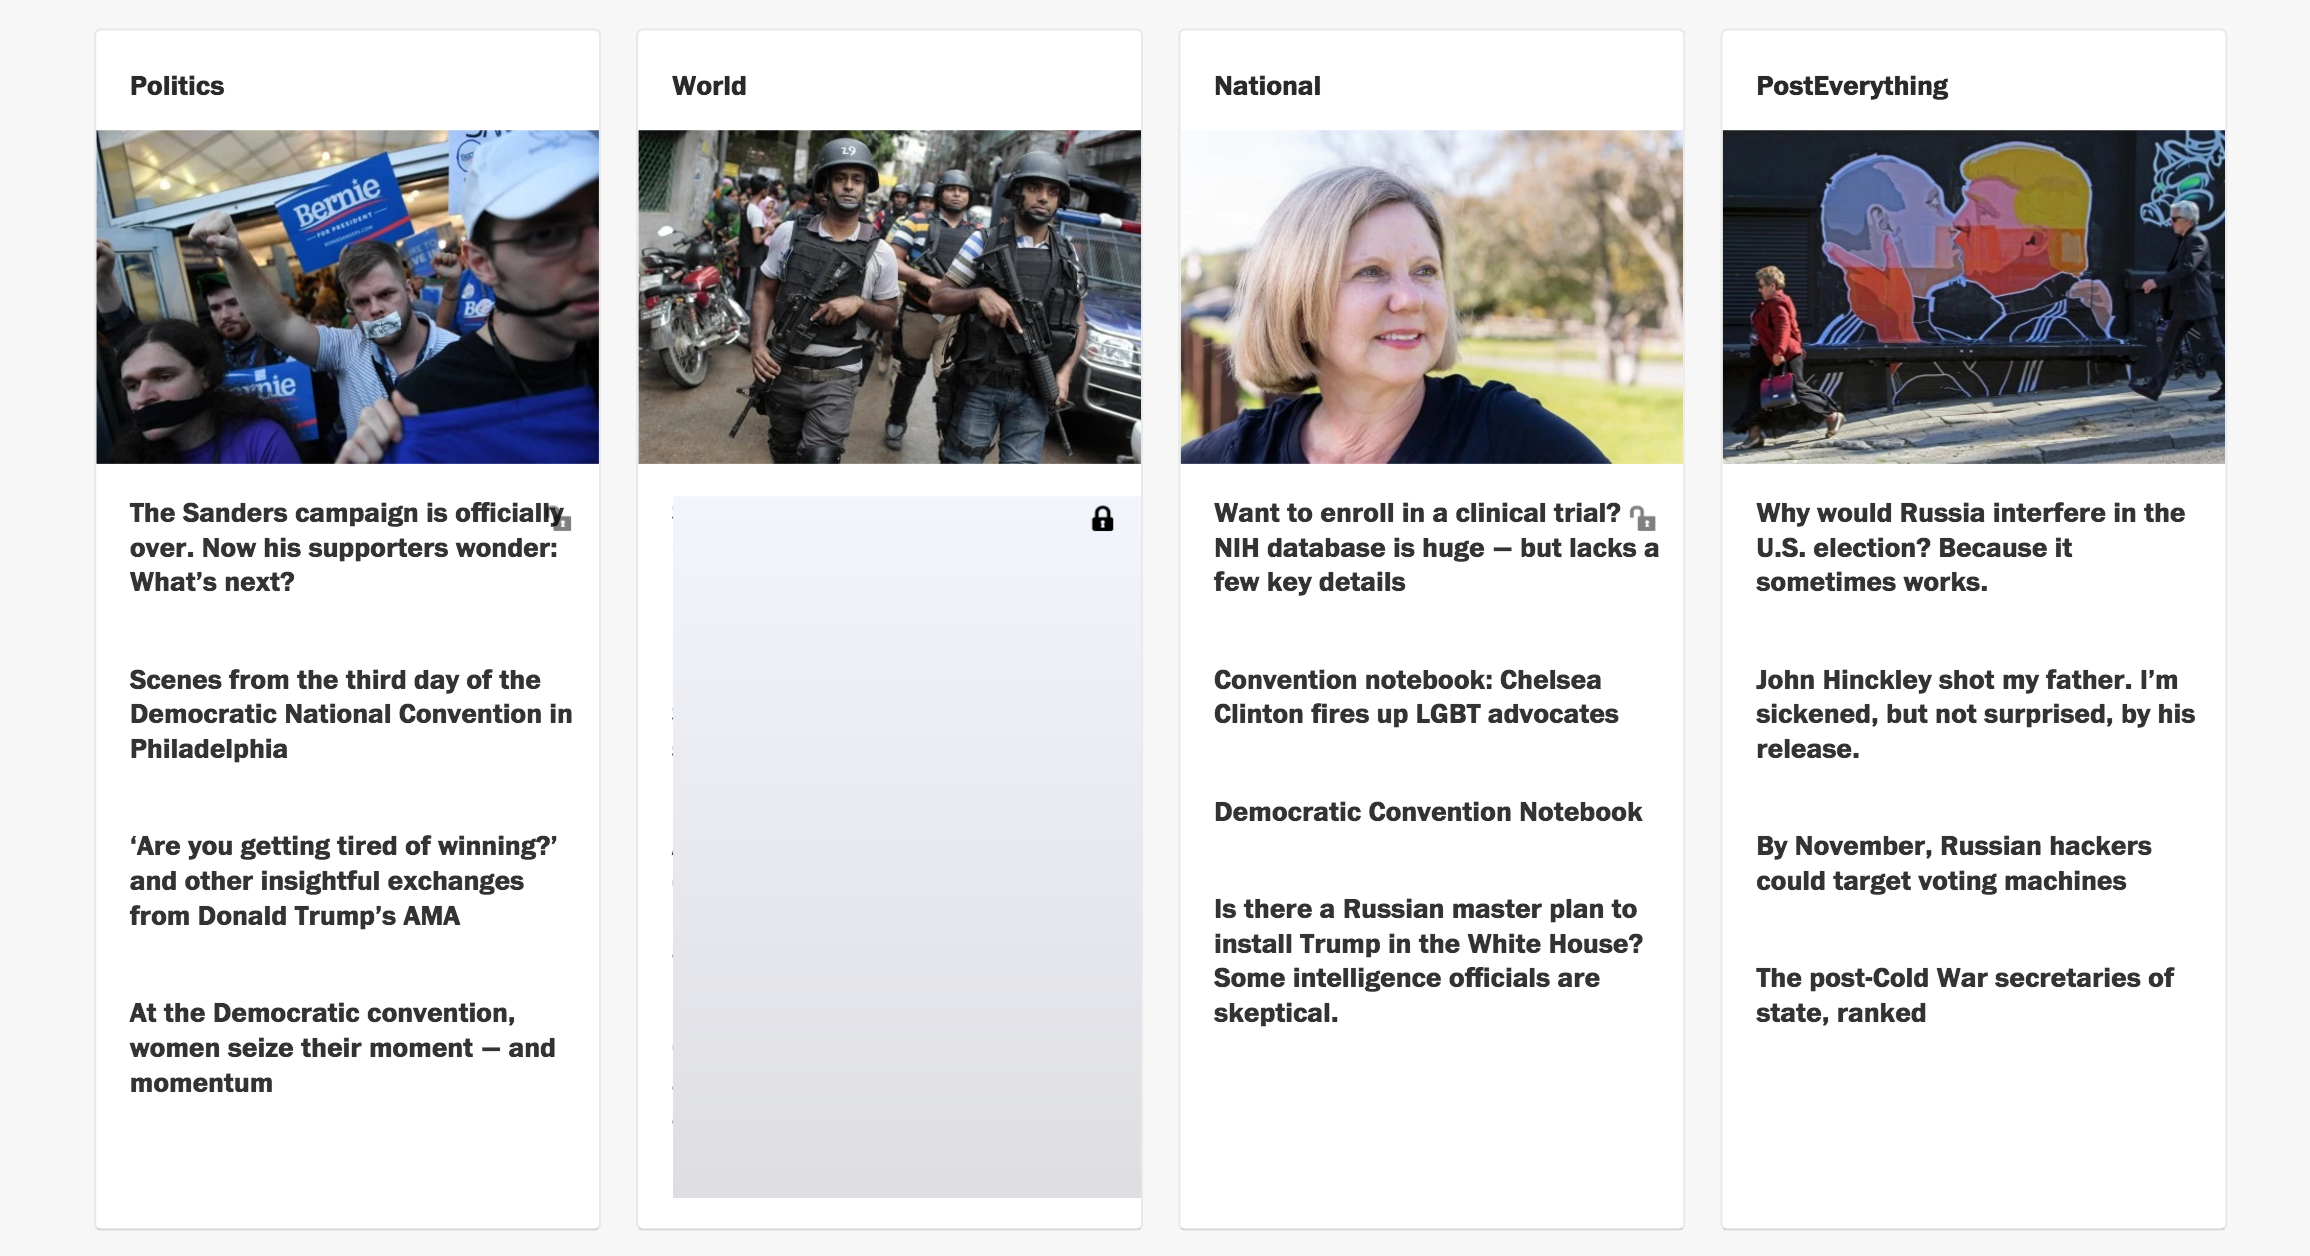 Politics
Bernie
FOR PRESIDENT
BERNIESANDERS.COM
The Sanders campaign is officially
over. Now his supporters wonder:
What’s next?
Scenes from the third day of the
Democratic National Convention in
Philadelphia
‘Are you getting tired of winning?’
and other insightful exchanges
from Donald Trump’s AMA
At the Democratic convention,
women seize their moment — and
momentum
World
29
National
Want to enroll in a clinical trial?
NIH database is huge — but lacks a
few key details
Convention notebook: Chelsea
Clinton fires up LGBT advocates
Democratic Convention Notebook
Is there a Russian master plan to
install Trump in the White House?
Some intelligence officials are
skeptical.
PostEverything
Why would Russia interfere in the
U.S. election? Because it
sometimes works.
John Hinckley shot my father. I’m
sickened, but not surprised, by his
release.
By November, Russian hackers
could target voting machines
The post-Cold War secretaries of
state, ranked